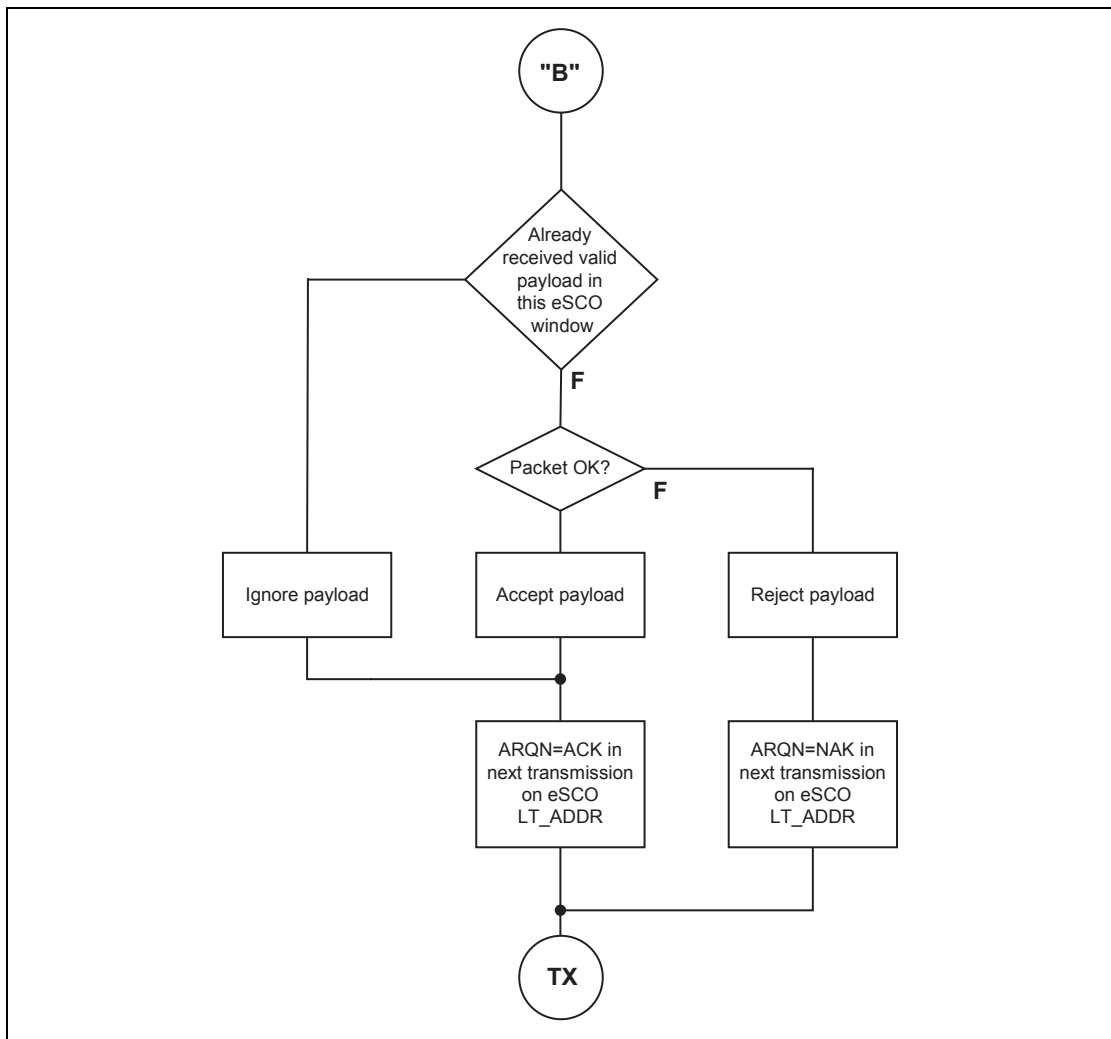 "B"
Already
received valid
payload in
this eSCO
window
F
Packet OK?
F
Ignore payload
Accept payload
Reject payload
ARQN=ACK in
next transmission
on eSCO
LT_ADDR
ARQN=NAK in
next transmission
on eSCO
LT_ADDR
TX